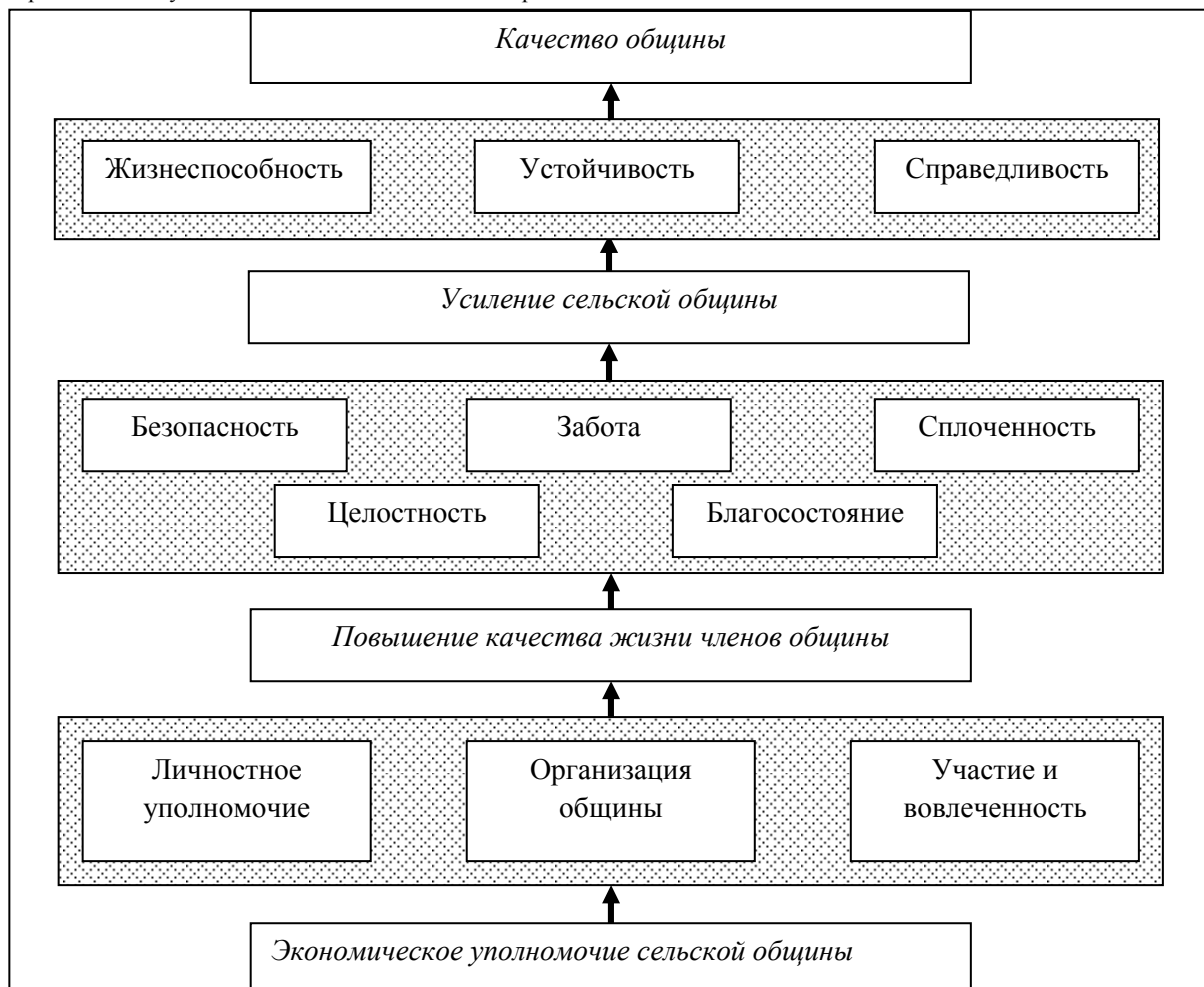 Качество общины
Жизнеспособность
Устойчивость
Справедливость
Усиление сельской общины
Безопасность
Забота
Сплоченность
Целостность
Благосостояние
Повышение качества жизни членов общины
Личностное
уполномочие
Организация
общины
Участие и
вовлеченность
Экономическое уполномочие сельской общины